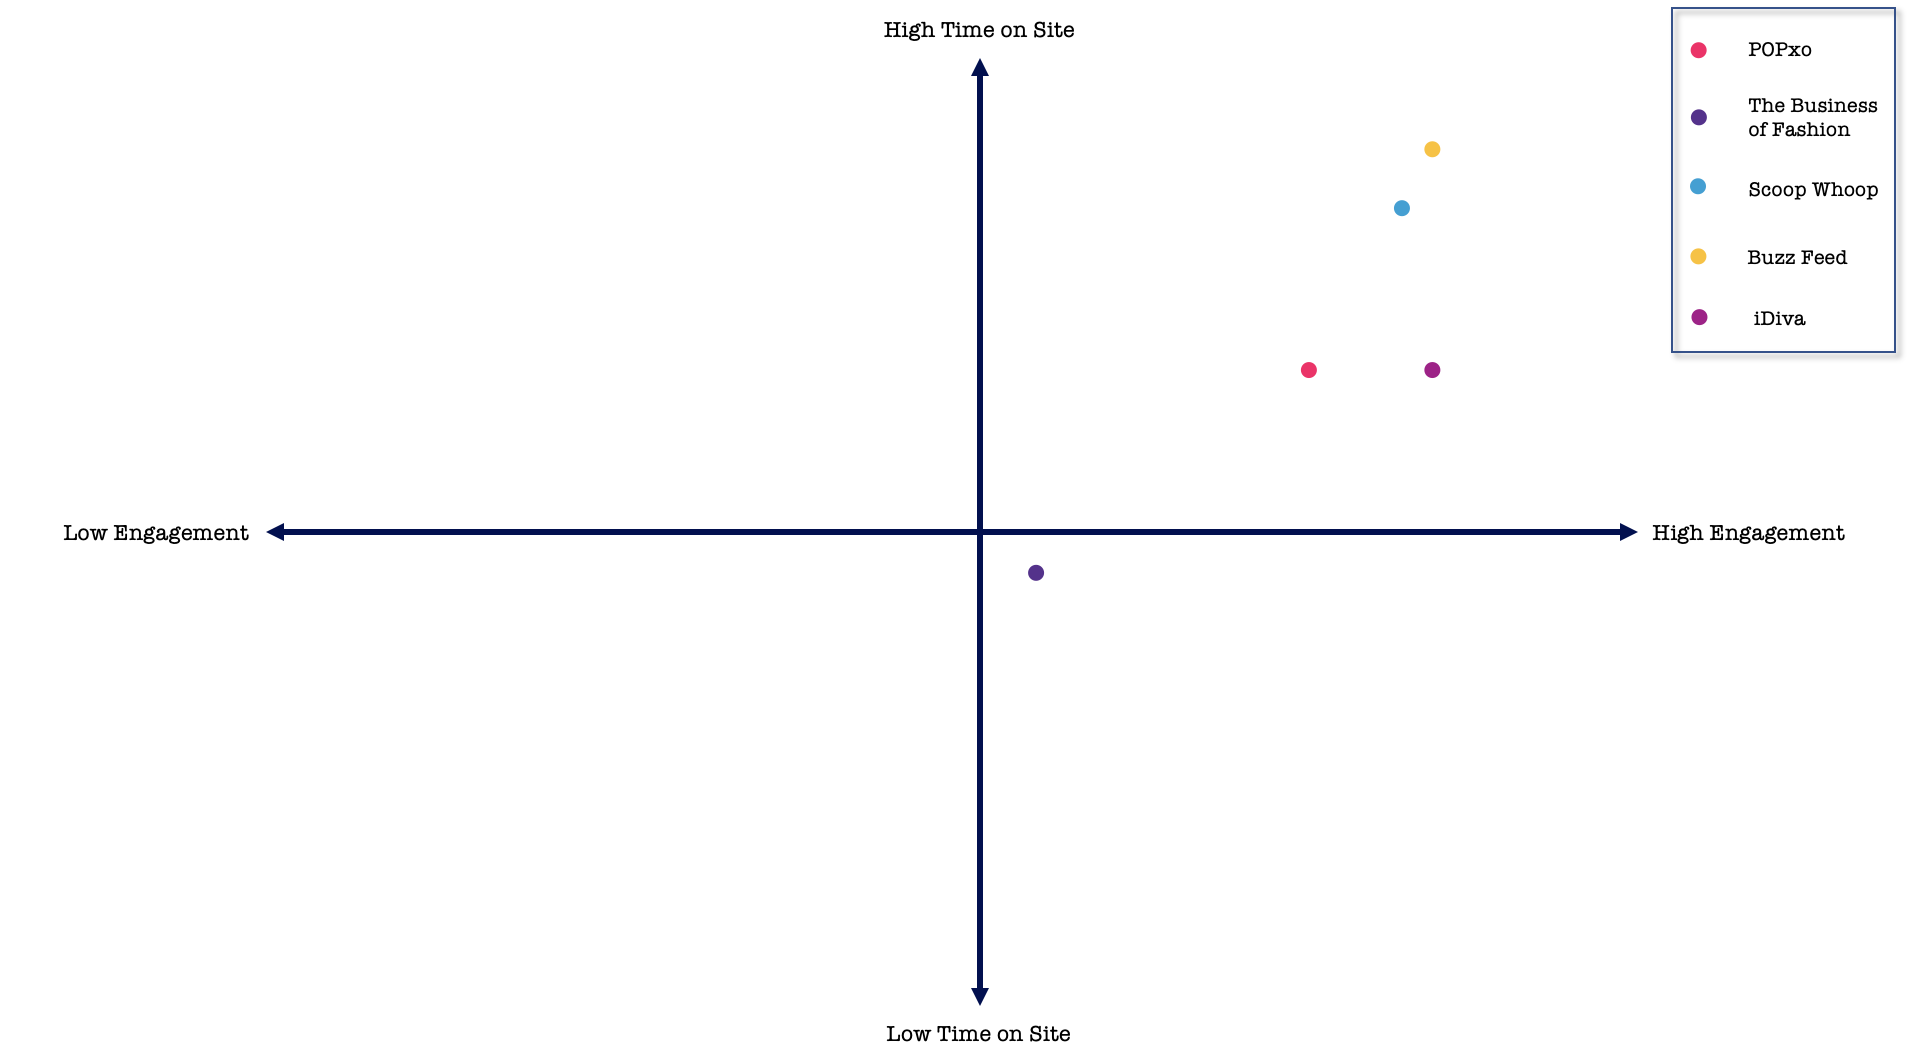 High Time on Site
POPxo
The Business
of Fashion
Scoop Whoop
Buzz Feed
iDiva
Low Engagement
High Engagement
Low Time on Site